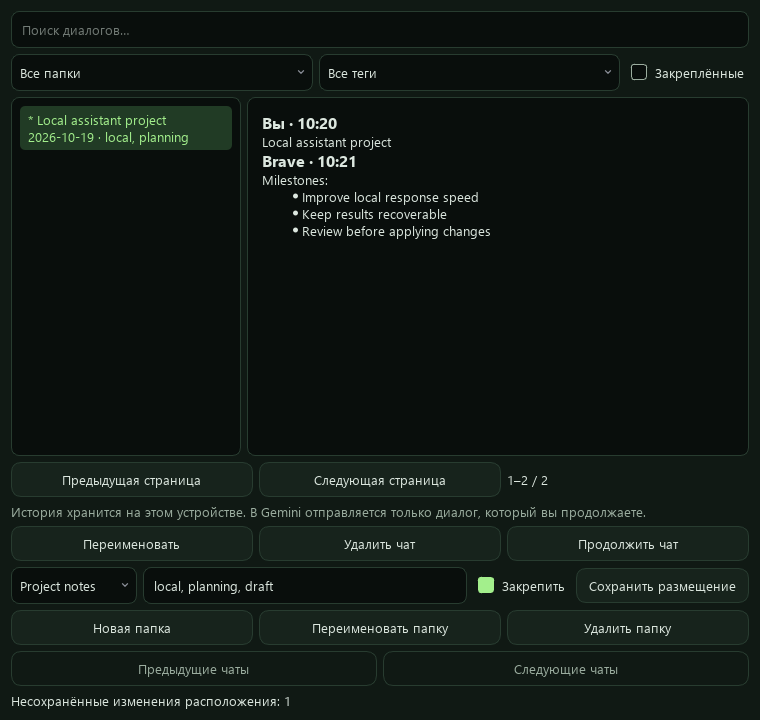 Поиск диалогов...
Все папки
Все теги
Закреплённые
* Local assistant project
2026-10-19 · local, planning
Вы · 10:20
Local assistant project
Brave · 10:21
Milestones:
• Improve local response speed
• Keep results recoverable
• Review before applying changes
Предыдущая страница
Следующая страница
1–2 / 2
История хранится на этом устройстве. В Gemini отправляется только диалог, который вы продолжаете.
Переименовать
Удалить чат
Продолжить чат
Project notes
local, planning, draft
Закрепить
Сохранить размещение
Новая папка
Переименовать папку
Удалить папку
Предыдущие чаты
Следующие чаты
Несохранённые изменения расположения: 1